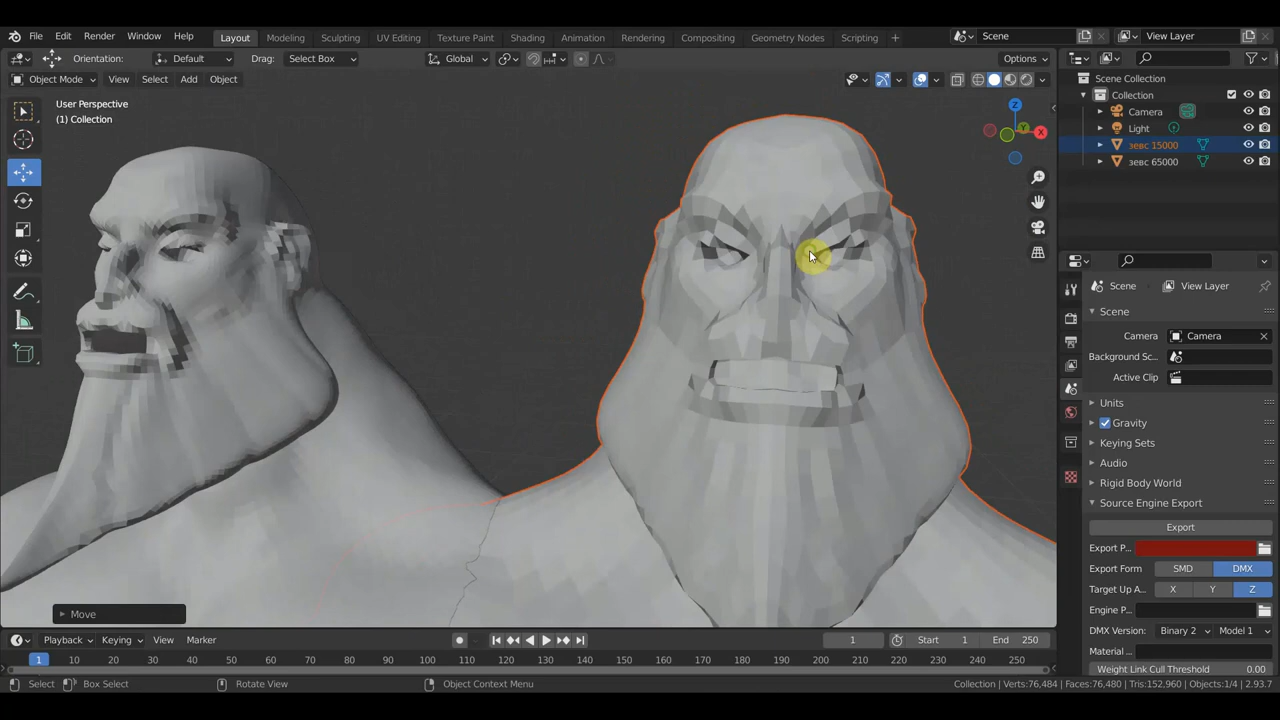 File Edit Render Window Help Layout Modeling Sculpting UV Editing Texture Paint Shading Animation Rendering Compositing Geometry Nodes Scripting + Scene View Layer
Orientation: Default Drag: Select Box Global Options
Object Mode View Select Add Object
User Perspective
(1) Collection
Z
Y
X
Scene Collection
Collection
Camera
Light
зевс 15000
зевс 65000
Scene View Layer
Scene
Camera Camera
Background Sc...
Active Clip
Units
Gravity
Keying Sets
Audio
Rigid Body World
Source Engine Export
Export
Export P...
Export Form SMD DMX
Target Up A... X Y Z
Engine P...
DMX Version: Binary 2 Model 1
Material ...
Weight Link Cull Threshold 0.00
Move
Playback Keying View Marker 1 Start 1 End 250
1 10 20 30 40 50 60 70 80 90 100 110 120 130 140 150 160 170 180 190 200 210 220 230 240 250
Select Box Select Rotate View Object Context Menu Collection | Verts:76,484 | Faces:76,480 | Tris:152,960 | Objects:1/4 | 2.93.7